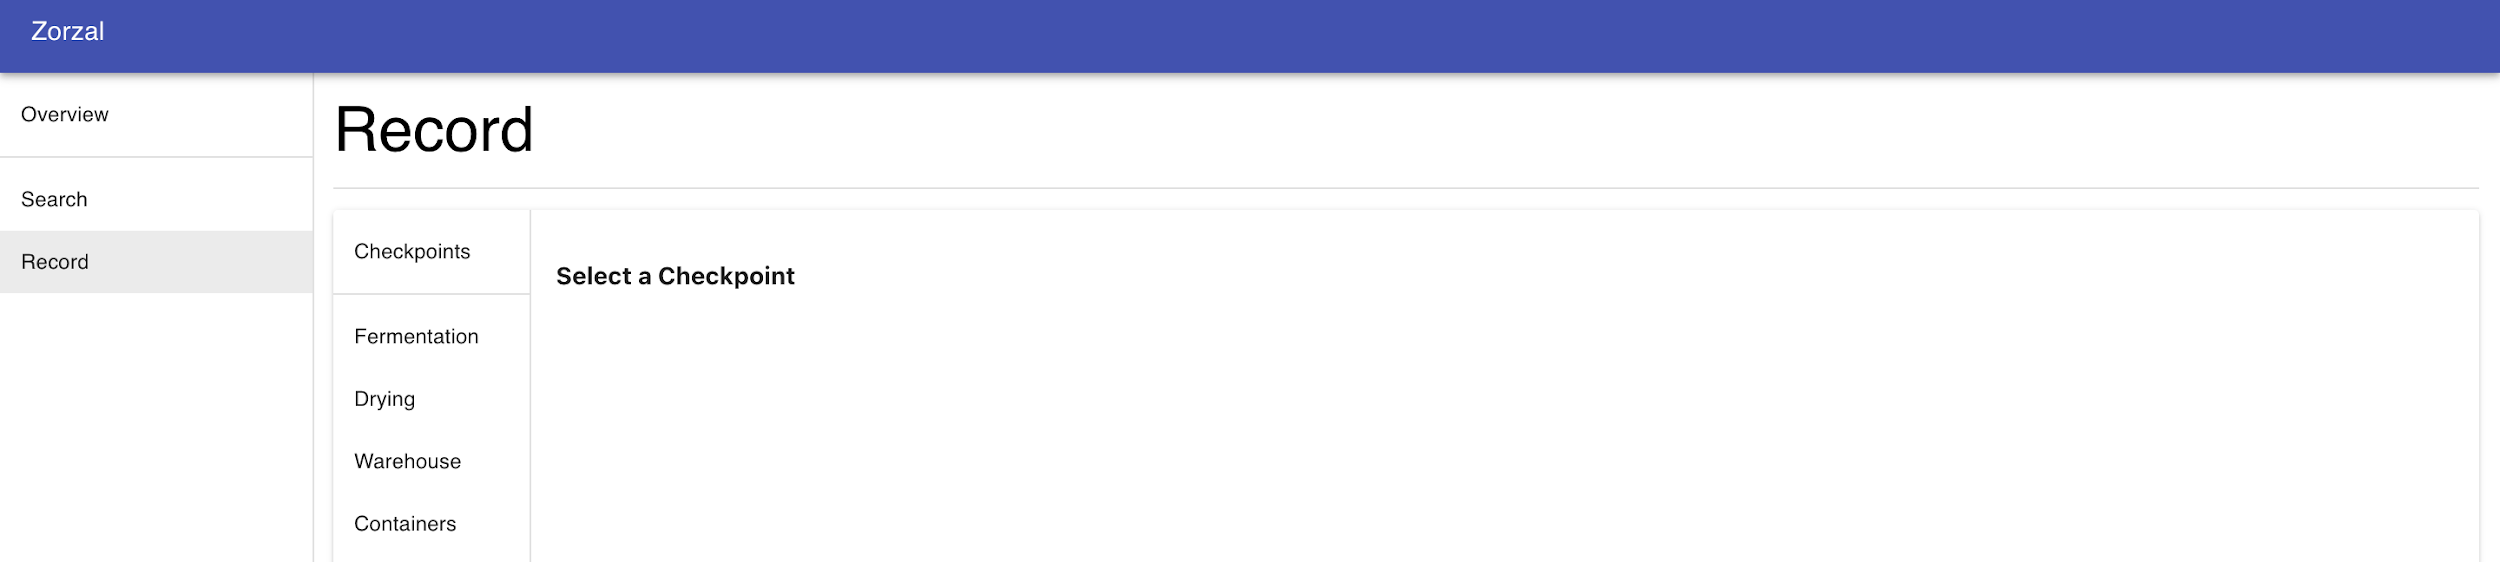 Zorzal
Overview
Search
Record
Record
Checkpoints
Fermentation
Drying
Warehouse
Containers
Select a Checkpoint